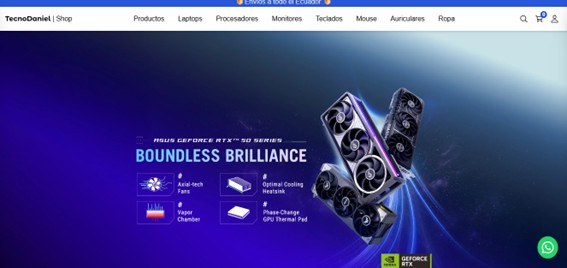 Envíos a todo el Ecuador
TecnoDaniel | Shop
Productos Laptops Procesadores Monitores Teclados Mouse Auriculares Ropa
0
ASUS GEFORCE RTX™ 50 SERIES
BOUNDLESS BRILLIANCE
Axial-tech
Fans
Optimal Cooling
Heatsink
Vapor
Chamber
Phase-Change
GPU Thermal Pad
GEFORCE
RTX